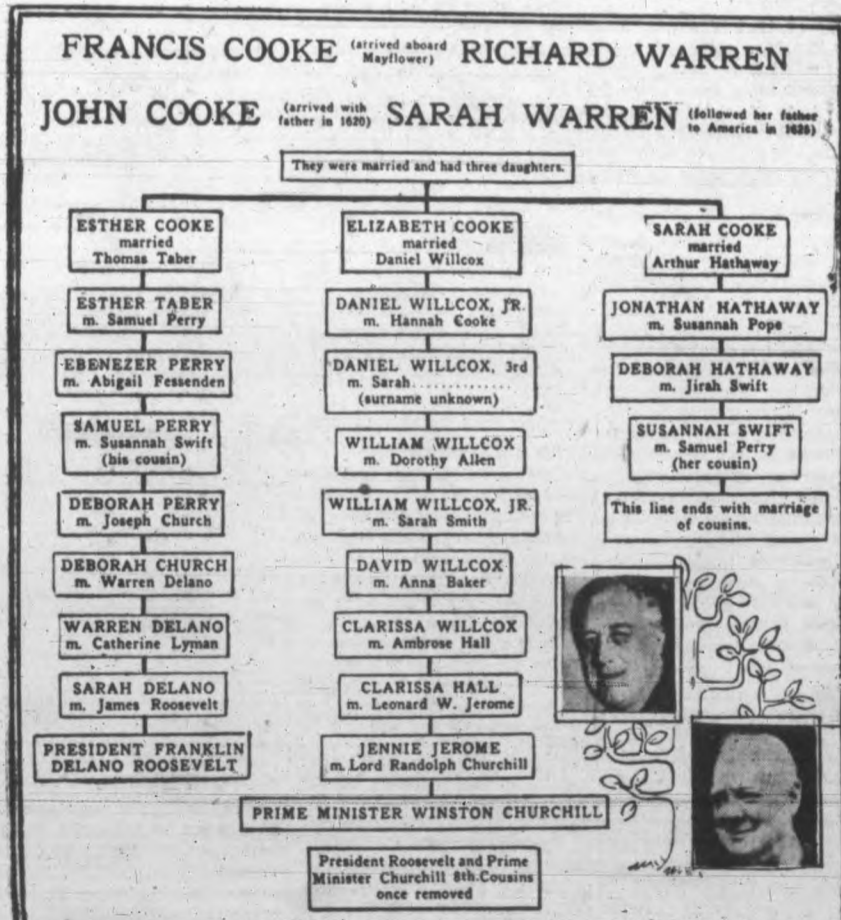 FRANCIS COOKE (arrived aboard Mayflower) RICHARD WARREN
JOHN COOKE (arrived with father in 1620) SARAH WARREN (followed her father to America in 1623)
They were married and had three daughters.
ESTHER COOKE
married
Thomas Taber
ESTHER TABER
m. Samuel Perry
EBENEZER PERRY
m. Abigail Fessenden
SAMUEL PERRY
m. Susannah Swift
(his cousin)
DEBORAH PERRY
m. Joseph Church
DEBORAH CHURCH
m. Warren Delano
WARREN DELANO
m. Catherine Lyman
SARAH DELANO
m. James Roosevelt
PRESIDENT FRANKLIN
DELANO ROOSEVELT
ELIZABETH COOKE
married
Daniel Willcox
DANIEL WILLCOX, JR.
m. Hannah Cooke
DANIEL WILLCOX, 3rd
m. Sarah..............
(surname unknown)
WILLIAM WILLCOX
m. Dorothy Allen
WILLIAM WILLCOX, JR.
m. Sarah Smith
DAVID WILLCOX
m. Anna Baker
CLARISSA WILLCOX
m. Ambrose Hall
CLARISSA HALL
m. Leonard W. Jerome
JENNIE JEROME
m. Lord Randolph Churchill
PRIME MINISTER WINSTON CHURCHILL
SARAH COOKE
married
Arthur Hathaway
JONATHAN HATHAWAY
m. Susannah Pope
DEBORAH HATHAWAY
m. Jirah Swift
SUSANNAH SWIFT
m. Samuel Perry
(her cousin)
This line ends with marriage
of cousins.
President Roosevelt and Prime
Minister Churchill 8th. Cousins
once removed